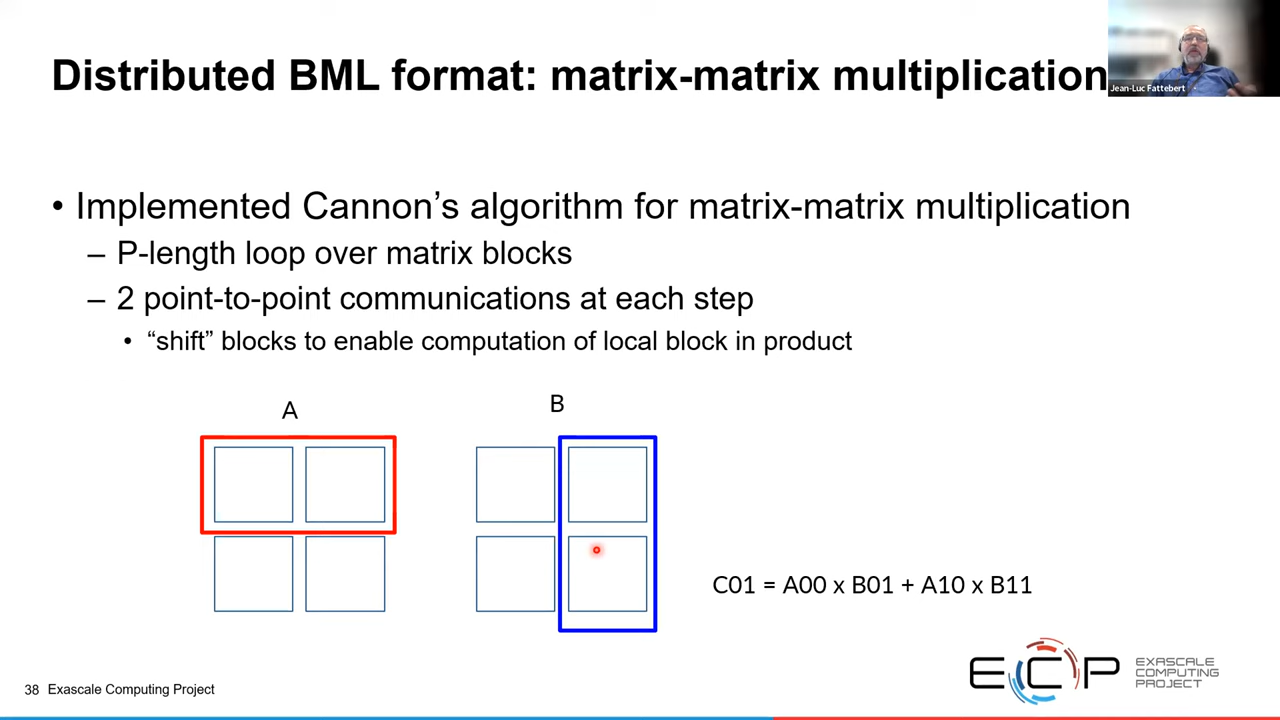 Distributed BML format: matrix-matrix multiplication
Jean-Luc Fattebert
• Implemented Cannon’s algorithm for matrix-matrix multiplication
– P-length loop over matrix blocks
– 2 point-to-point communications at each step
• “shift” blocks to enable computation of local block in product
A
B
C01 = A00 x B01 + A10 x B11
38 Exascale Computing Project
ECP
EXASCALE
COMPUTING
PROJECT